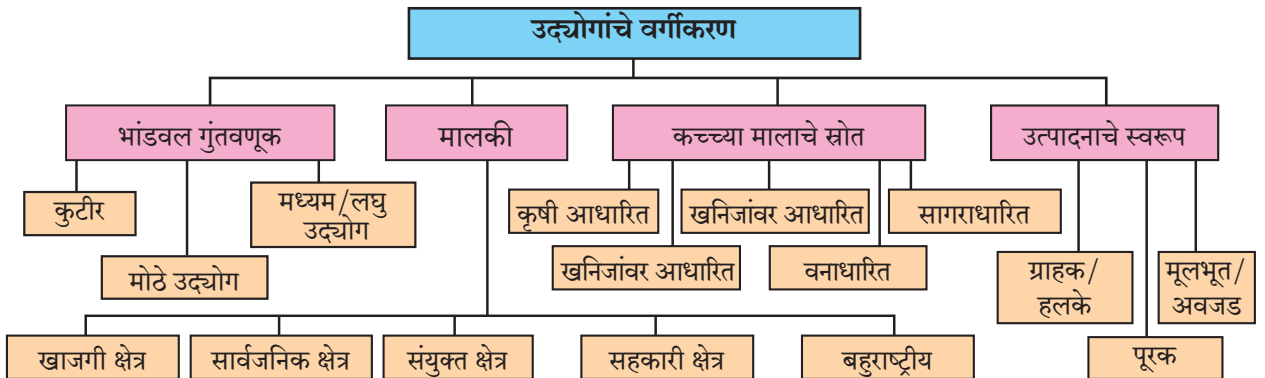 उद्योगांचे वर्गीकरण
भांडवल गुंतवणूक
मालकी
कच्च्या मालाचे स्रोत
उत्पादनाचे स्वरूप
कुटीर
मध्यम/लघु
उद्योग
कृषी आधारित
खनिजांवर आधारित
सागराधारित
मोठे उद्योग
खनिजांवर आधारित
वनाधारित
ग्राहक/
हलके
मूलभूत/
अवजड
खाजगी क्षेत्र
सार्वजनिक क्षेत्र
संयुक्त क्षेत्र
सहकारी क्षेत्र
बहुराष्ट्रीय
पूरक